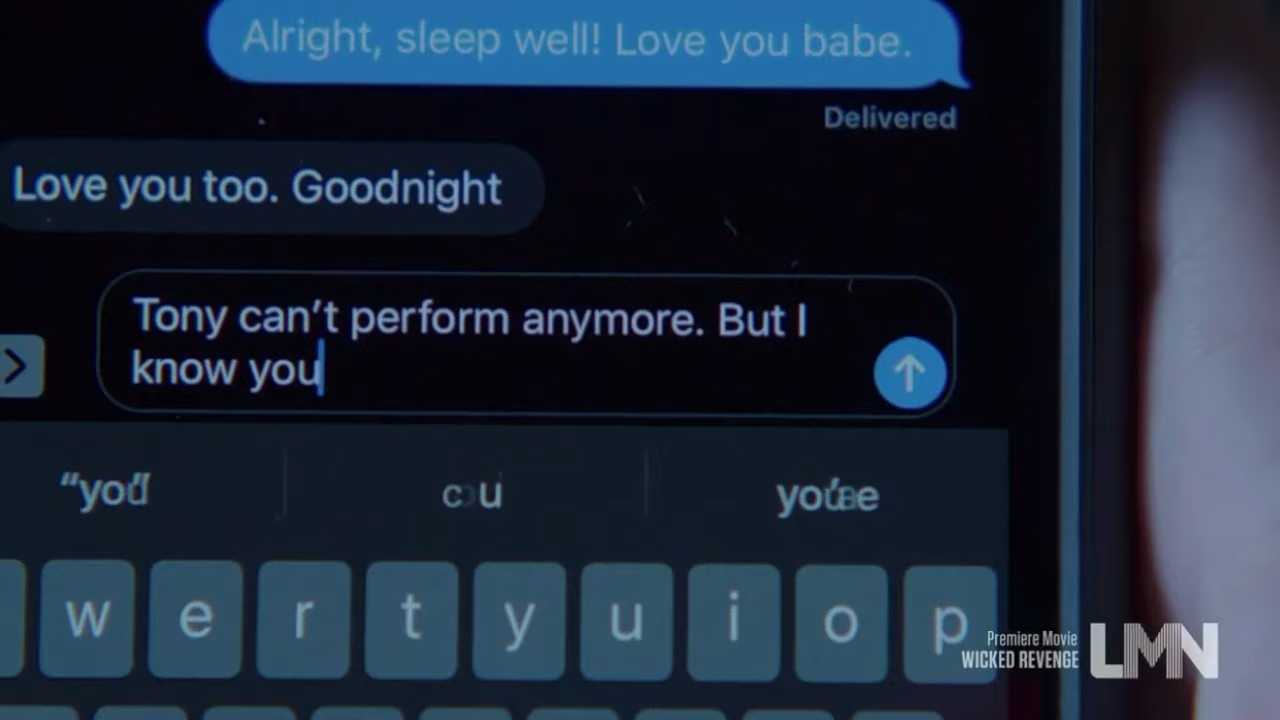 Alright, sleep well! Love you babe.
Delivered
Love you too. Goodnight
Tony can't perform anymore. But I
know you
w e r t y u i o p
Premiere Movie
WICKED REVENGE
LMN